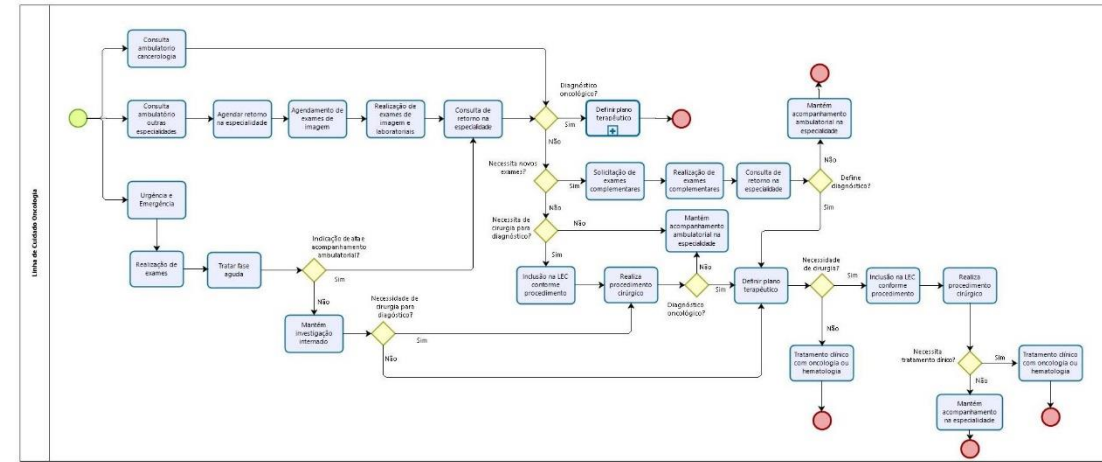 Linha de Cuidado Oncologia
Consulta
ambulatório
cancerologia
Consulta
ambulatório
outras
especialidades
Agendar retorno
na especialidade
Agendamento
de exames de
imagem
Realização
de exames
de imagem e
laboratoriais
Consulta de
retorno na
especialidade
Diagnóstico
oncológico?
Sim
Definir plano
terapêutico
Não
Mantém
acompanhamento
ambulatorial na
especialidade
Necessita novos
exames?
Sim
Solicitação de
exames
complementares
Realização de
exames
complementares
Consulta de
retorno na
especialidade
Não
Define
diagnóstico?
Sim
Não
Urgência e
Emergência
Necessita de
cirurgia para
diagnóstico?
Não
Mantém
acompanhamento
ambulatorial na
especialidade
Sim
Realização de
exames
Tratar fase
aguda
Indicação de alta e
acompanhamento
ambulatorial?
Sim
Não
Inclusão na LEC
conforme
procedimento
Realiza
procedimento
cirúrgico
Não
Diagnóstico
oncológico?
Sim
Definir plano
terapêutico
Necessidade
de cirurgia?
Sim
Inclusão na LEC
conforme
procedimento
Realiza
procedimento
cirúrgico
Mantém
investigação
internado
Necessidade de
cirurgia para
diagóstico?
Sim
Não
Não
Tratamento clínico
com oncologia ou
hematologia
Necessita
tratamento clínico?
Sim
Tratamento clínico
com oncologia ou
hematologia
Não
Mantém
acompanhamento
na especialidade